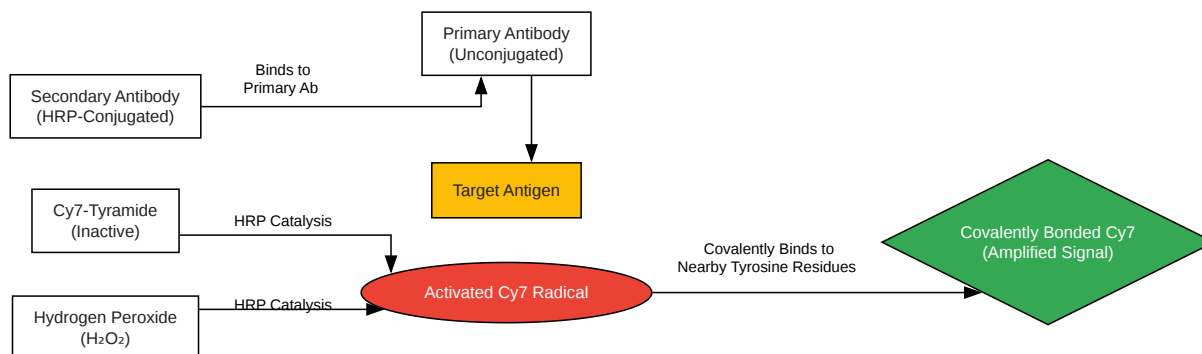 Primary Antibody
(Unconjugated)
Binds to
Primary Ab
Secondary Antibody
(HRP-Conjugated)
Target Antigen
Cy7-Tyramide
(Inactive)
HRP Catalysis
Covalently Bonded Cy7
(Amplified Signal)
Covalently Binds to
Nearby Tyrosine Residues
Activated Cy7 Radical
HRP Catalysis
Hydrogen Peroxide
(H₂O₂)